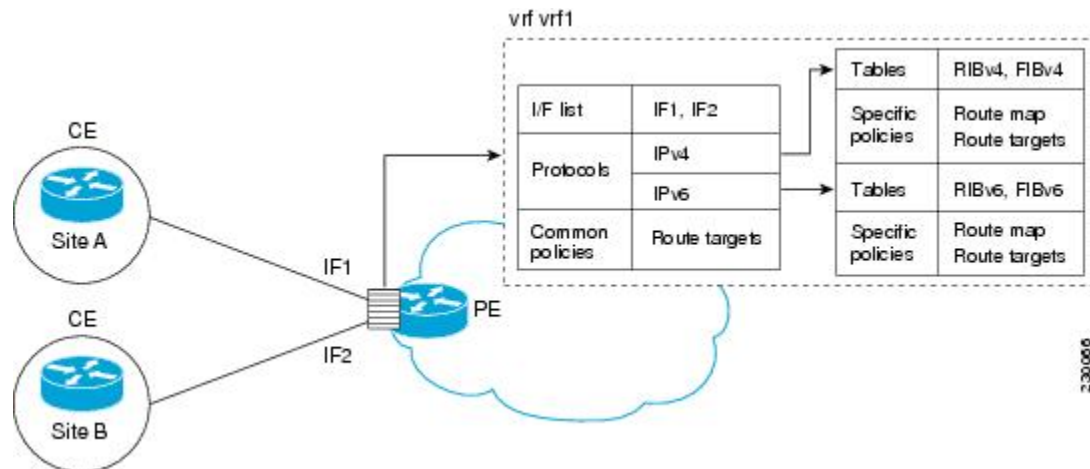 vrf vrf1
I/F list IF1, IF2
Protocols IPv4
IPv6
Common policies Route targets
Tables RIBv4, FIBv4
Specific policies Route map
Route targets
Tables RIBv6, FIBv6
Specific policies Route map
Route targets
CE
Site A
IF1
PE
CE
IF2
Site B
230066